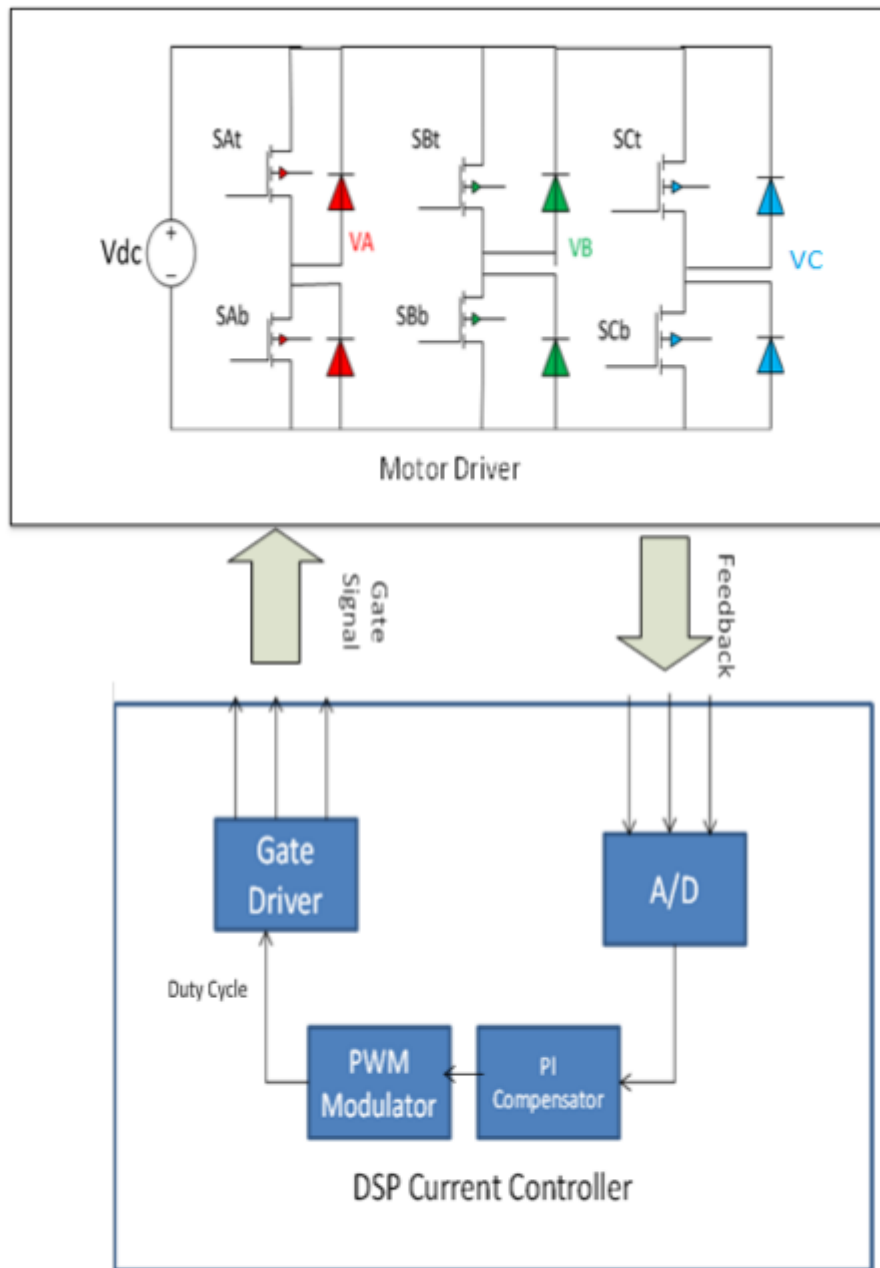 SAt
SBt
SCt
Vdc
+
−
VA
VB
VC
SAb
SBb
SCb
Motor Driver
Gate
Signal
Feedback
Gate
Driver
A/D
Duty Cycle
PWM
Modulator
PI
Compensator
DSP Current Controller